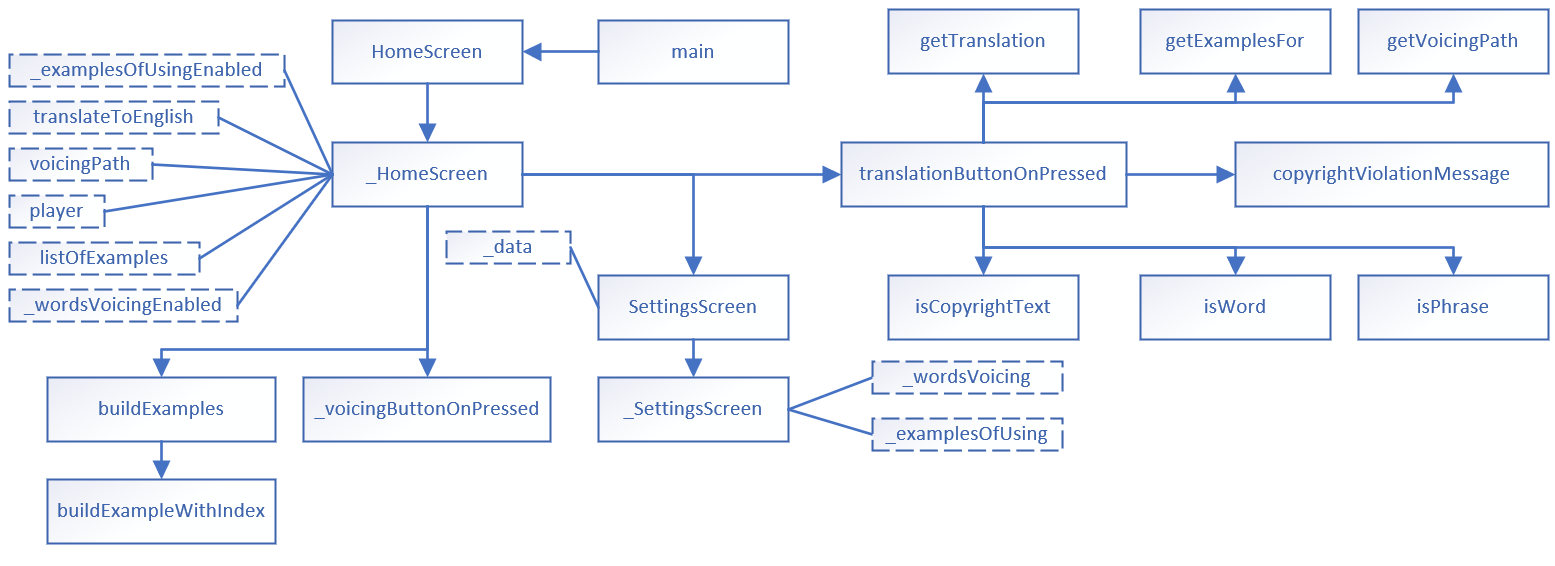 getTranslation
getExamplesFor
getVoicingPath
HomeScreen
main
_examplesOfUsingEnabled
translateToEnglish
voicingPath
_HomeScreen
translationButtonOnPressed
copyrightViolationMessage
player
_data
listOfExamples
_wordsVoicingEnabled
SettingsScreen
isCopyrightText
isWord
isPhrase
_wordsVoicing
buildExamples
_voicingButtonOnPressed
_SettingsScreen
_examplesOfUsing
buildExampleWithIndex